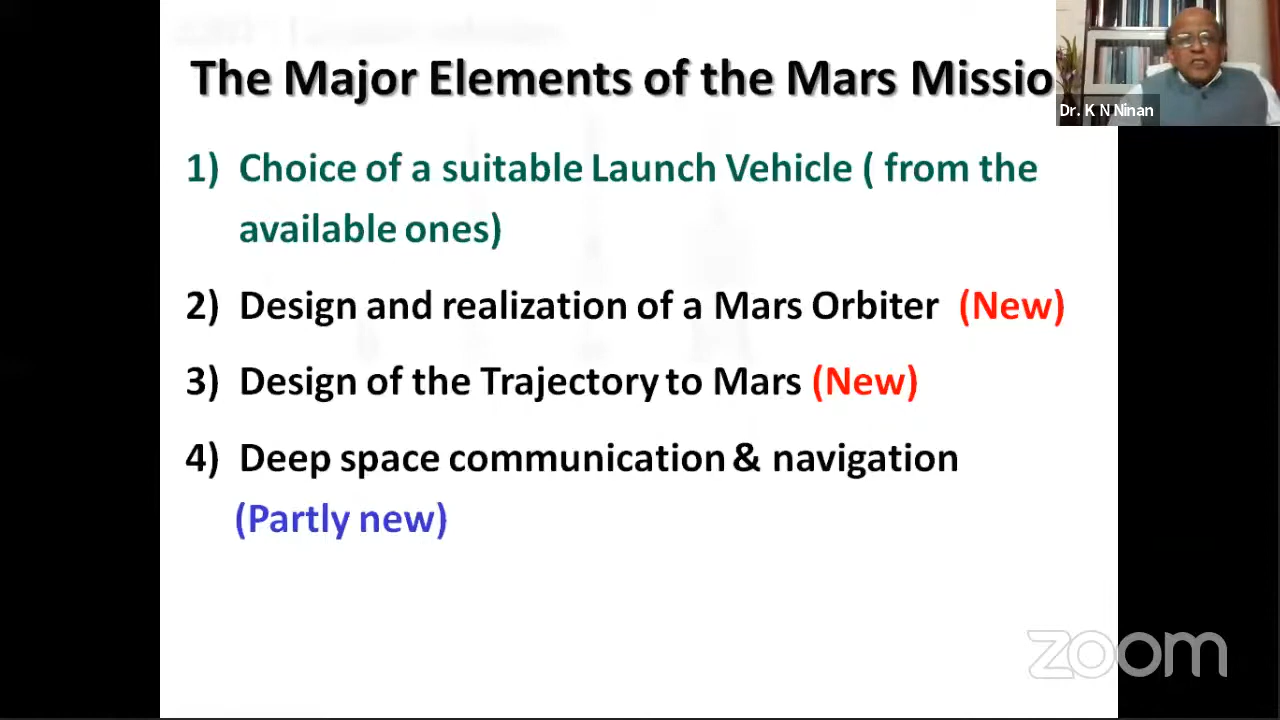 The Major Elements of the Mars Missio
Dr. K N Ninan
1) Choice of a suitable Launch Vehicle ( from the
available ones)
2) Design and realization of a Mars Orbiter (New)
3) Design of the Trajectory to Mars (New)
4) Deep space communication & navigation
(Partly new)
zoom